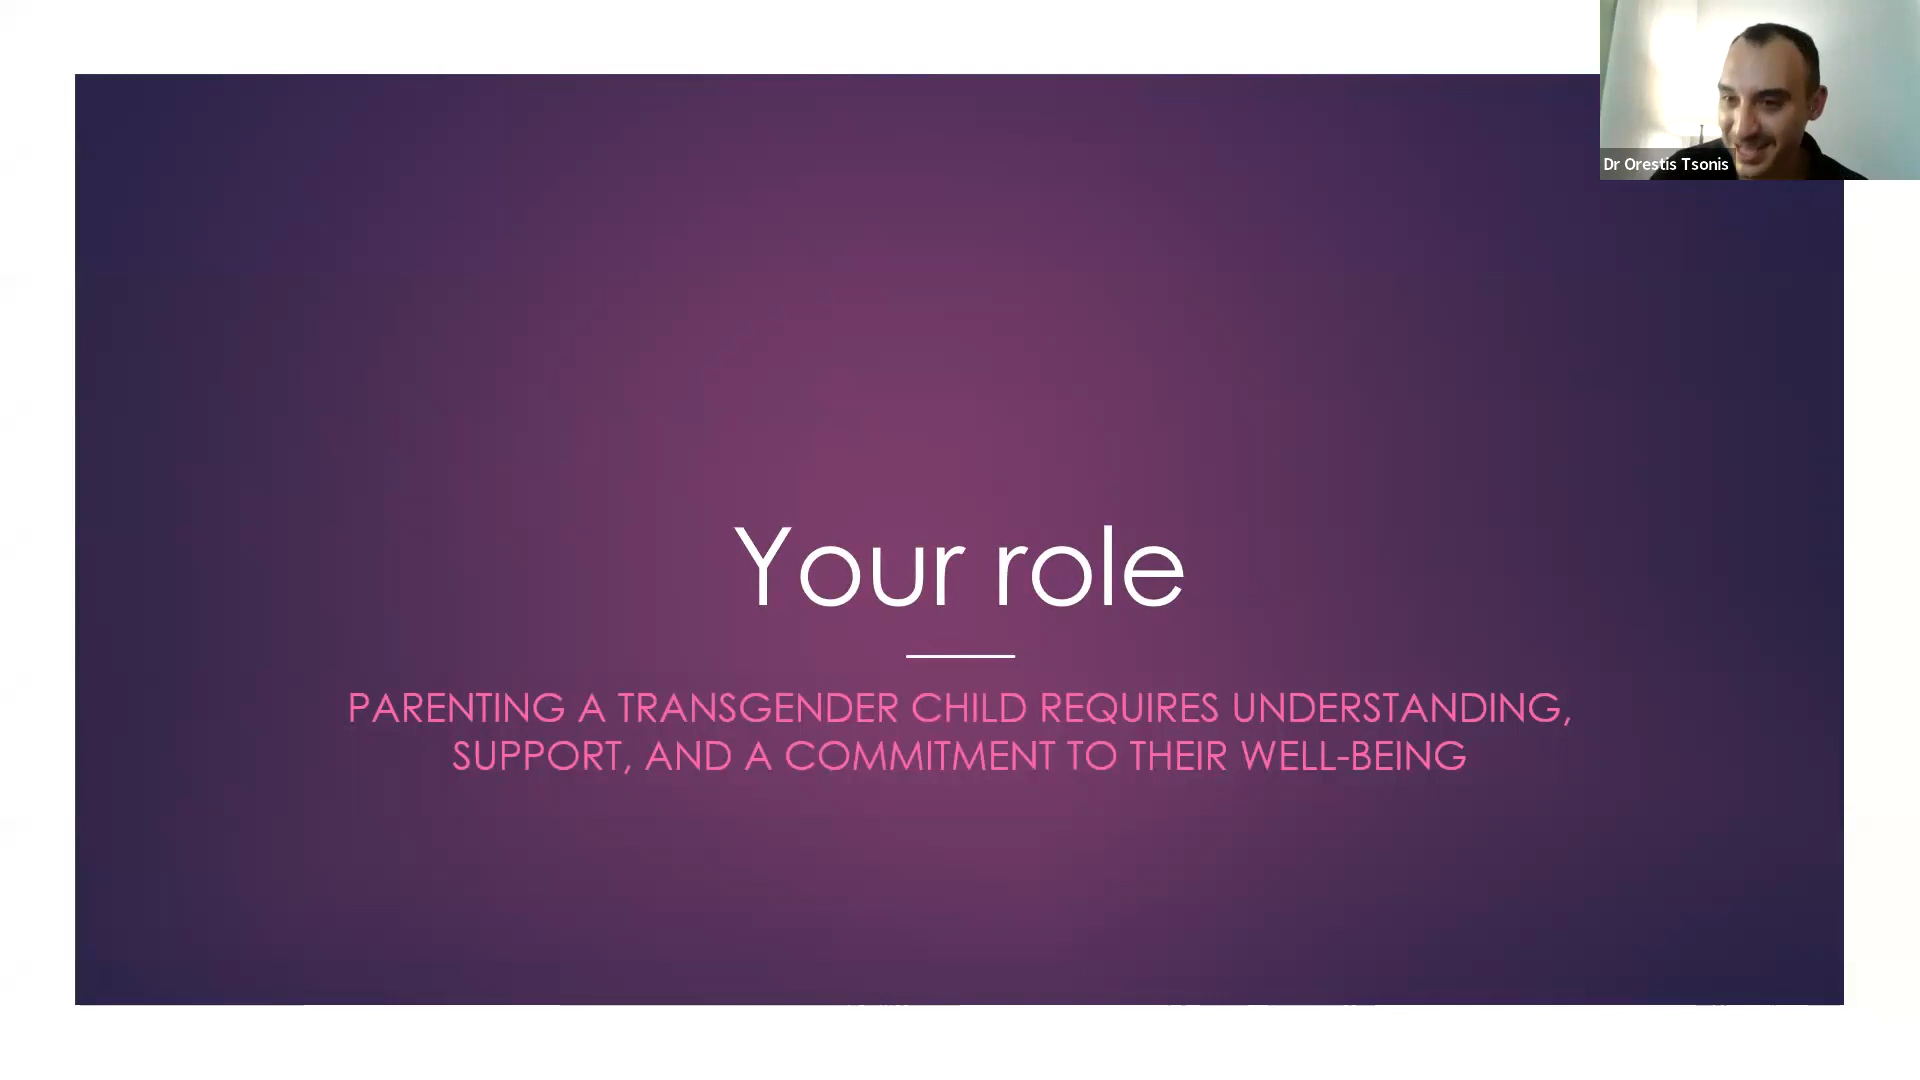 Dr Orestis Tsonis
Your role
PARENTING A TRANSGENDER CHILD REQUIRES UNDERSTANDING,
SUPPORT, AND A COMMITMENT TO THEIR WELL-BEING